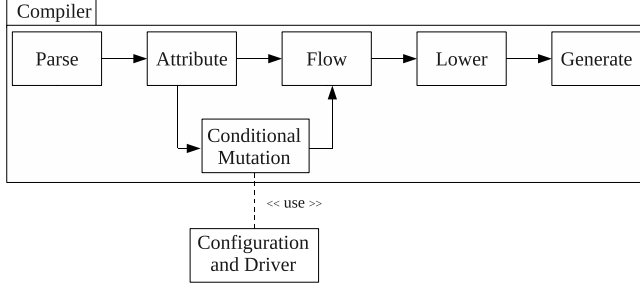 Compiler
Parse
Attribute
Flow
Lower
Generate
Conditional
Mutation
<< use >>
Configuration
and Driver